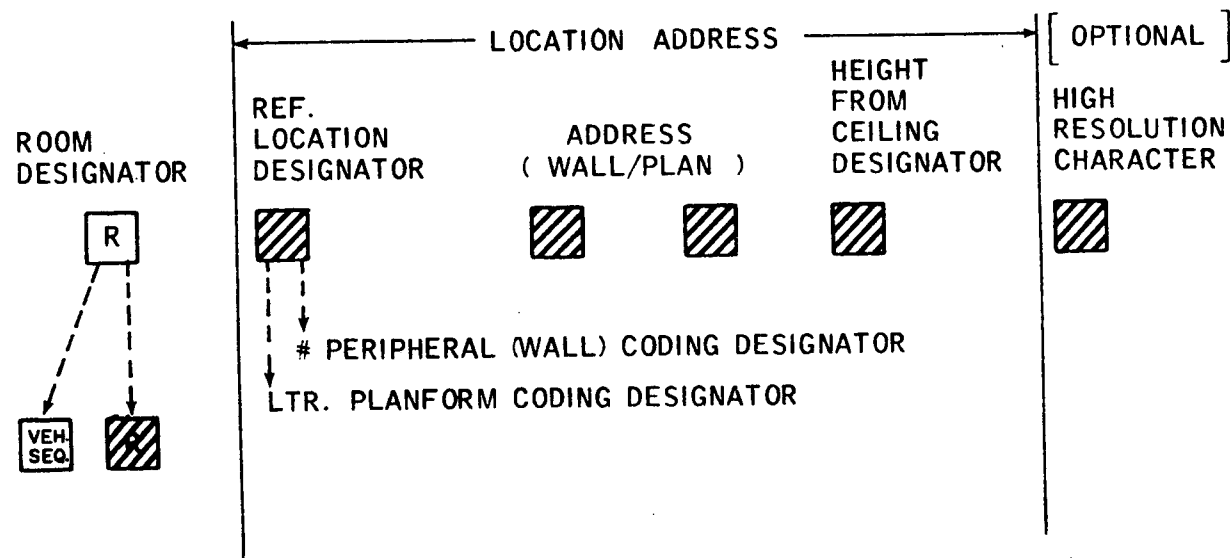 LOCATION ADDRESS
[ OPTIONAL ]
ROOM
DESIGNATOR
REF.
LOCATION
DESIGNATOR
ADDRESS
( WALL/PLAN )
HEIGHT
FROM
CEILING
DESIGNATOR
HIGH
RESOLUTION
CHARACTER
R
# PERIPHERAL (WALL) CODING DESIGNATOR
LTR. PLANFORM CODING DESIGNATOR
VEH.
SEQ.